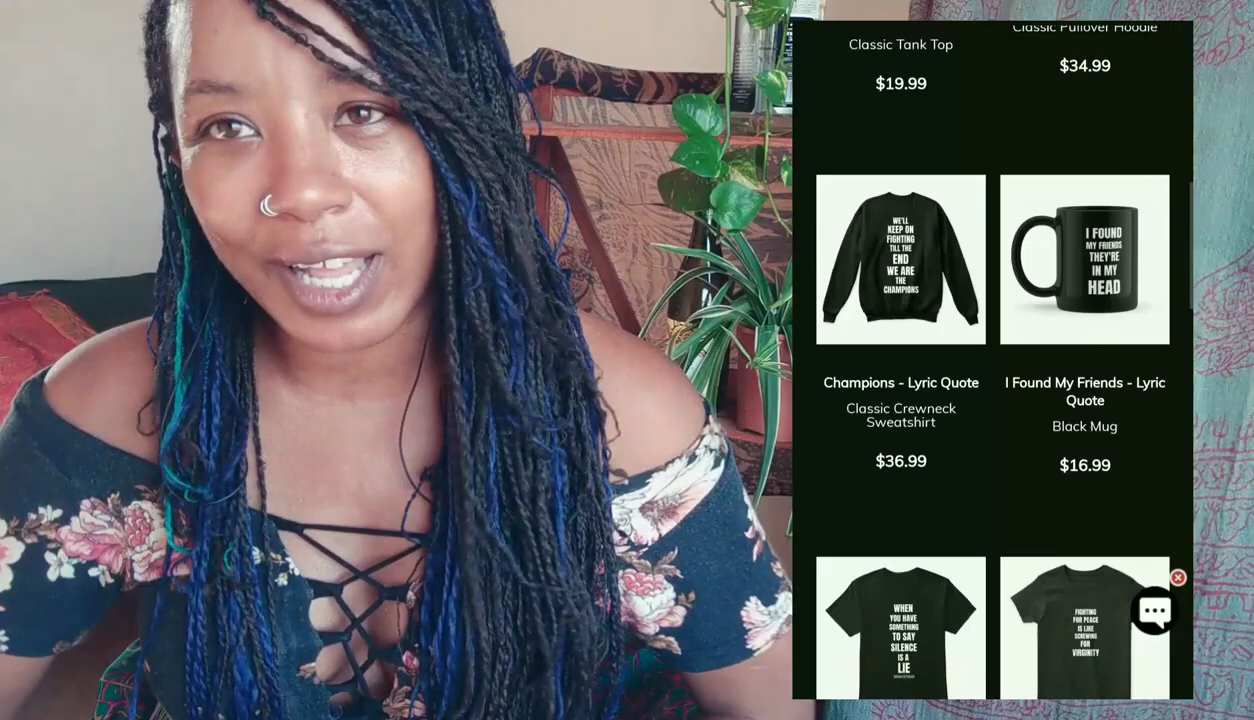 Classic Tank Top
$19.99
Classic Pullover Hoodie
$34.99
WE'LL
KEEP ON
FIGHTING
TILL THE
END
WE ARE
THE
CHAMPIONS
I FOUND
MY FRIENDS
THEY'RE
IN MY
HEAD
Champions - Lyric Quote
Classic Crewneck
Sweatshirt
$36.99
I Found My Friends - Lyric
Quote
Black Mug
$16.99
WHEN
YOU HAVE
SOMETHING
TO SAY
SILENCE
IS A
LIE
FIGHTING
FOR PEACE
IS LIKE
SCREWING
FOR
VIRGINITY